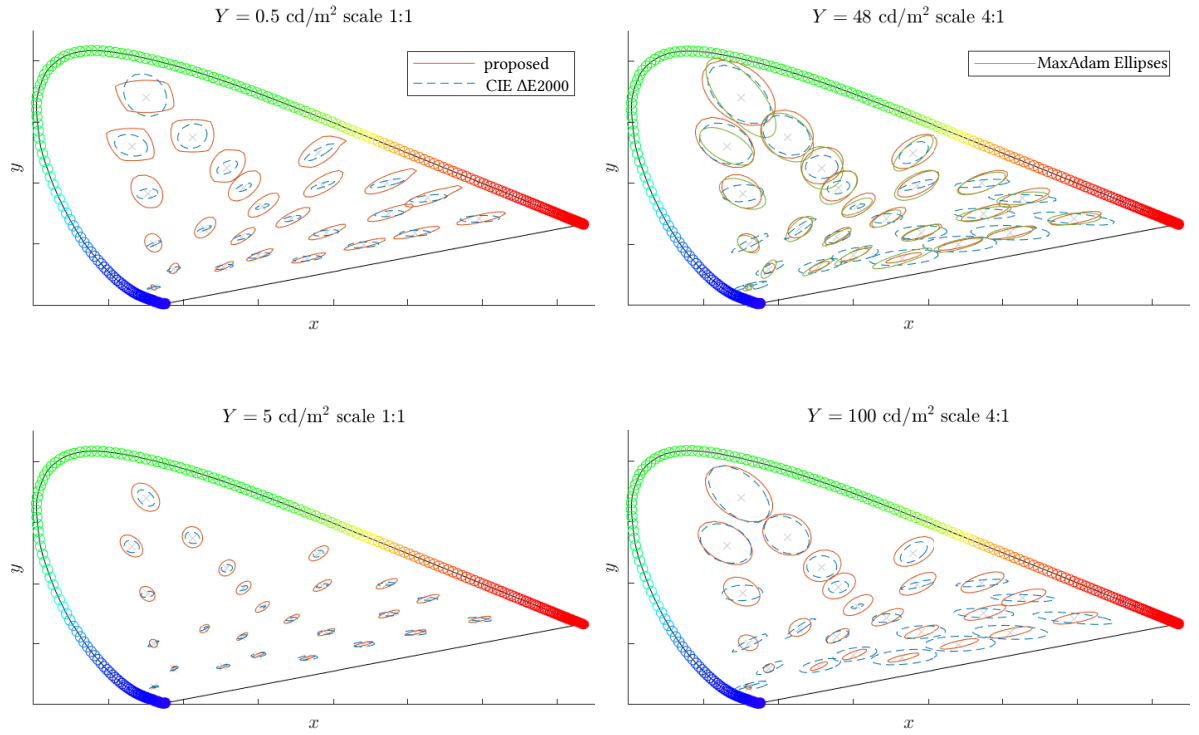 Y = 0.5 cd/m² scale 1:1
proposed
CIE ΔE2000
y
x
Y = 48 cd/m² scale 4:1
MaxAdam Ellipses
y
x
Y = 5 cd/m² scale 1:1
y
x
Y = 100 cd/m² scale 4:1
y
x